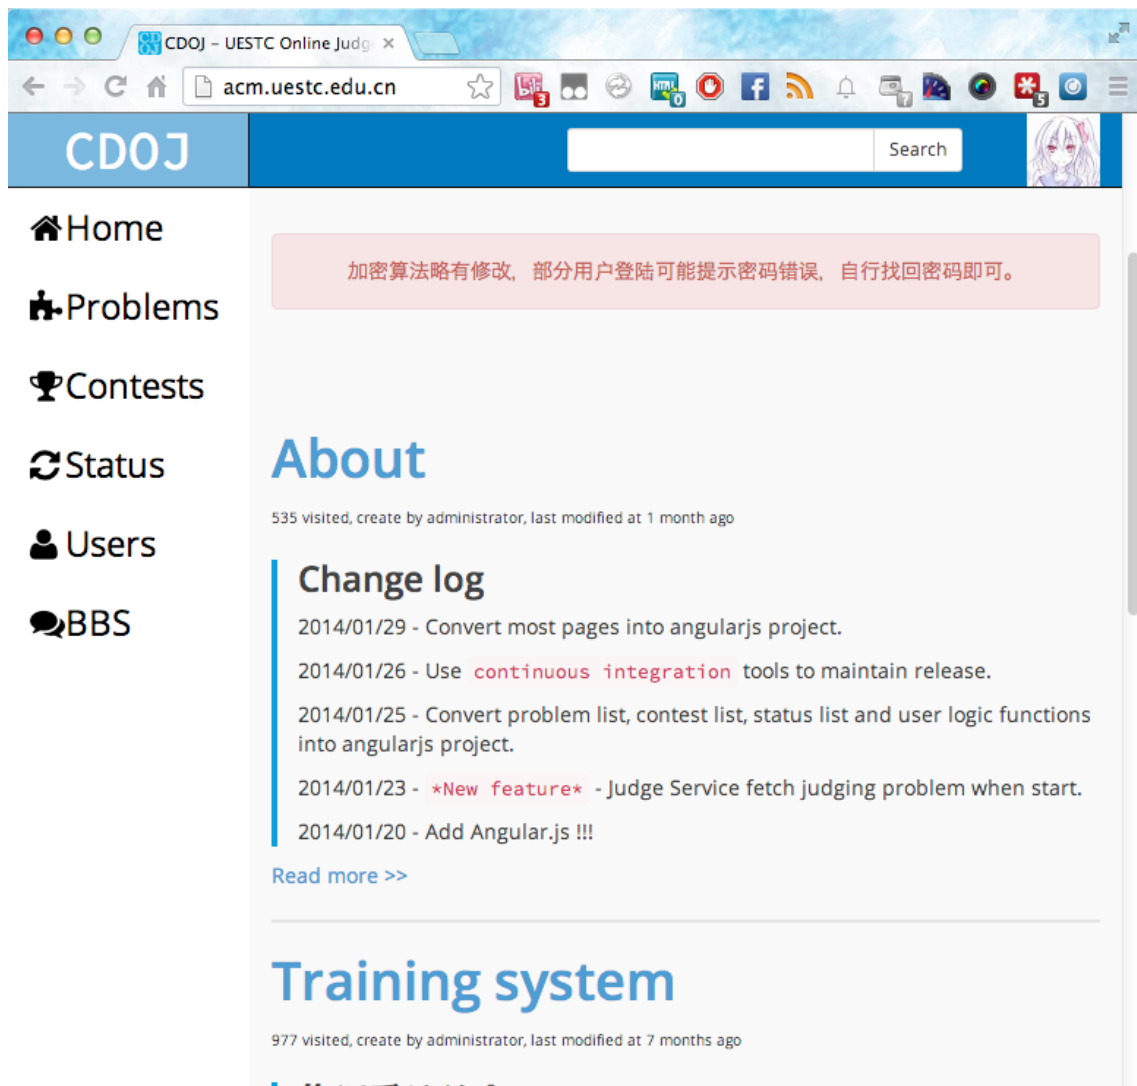 CDOJ – UESTC Online Judg
acm.uestc.edu.cn
3
0
?
5
CDOJ
Search
Home
Problems
Contests
Status
Users
BBS
加密算法略有修改，部分用户登陆可能提示密码错误，自行找回密码即可。
About
535 visited, create by administrator, last modified at 1 month ago
Change log
2014/01/29 - Convert most pages into angularjs project.
2014/01/26 - Use continuous integration tools to maintain release.
2014/01/25 - Convert problem list, contest list, status list and user logic functions
into angularjs project.
2014/01/23 - *New feature* - Judge Service fetch judging problem when start.
2014/01/20 - Add Angular.js !!!
Read more >>
Training system
977 visited, create by administrator, last modified at 7 months ago